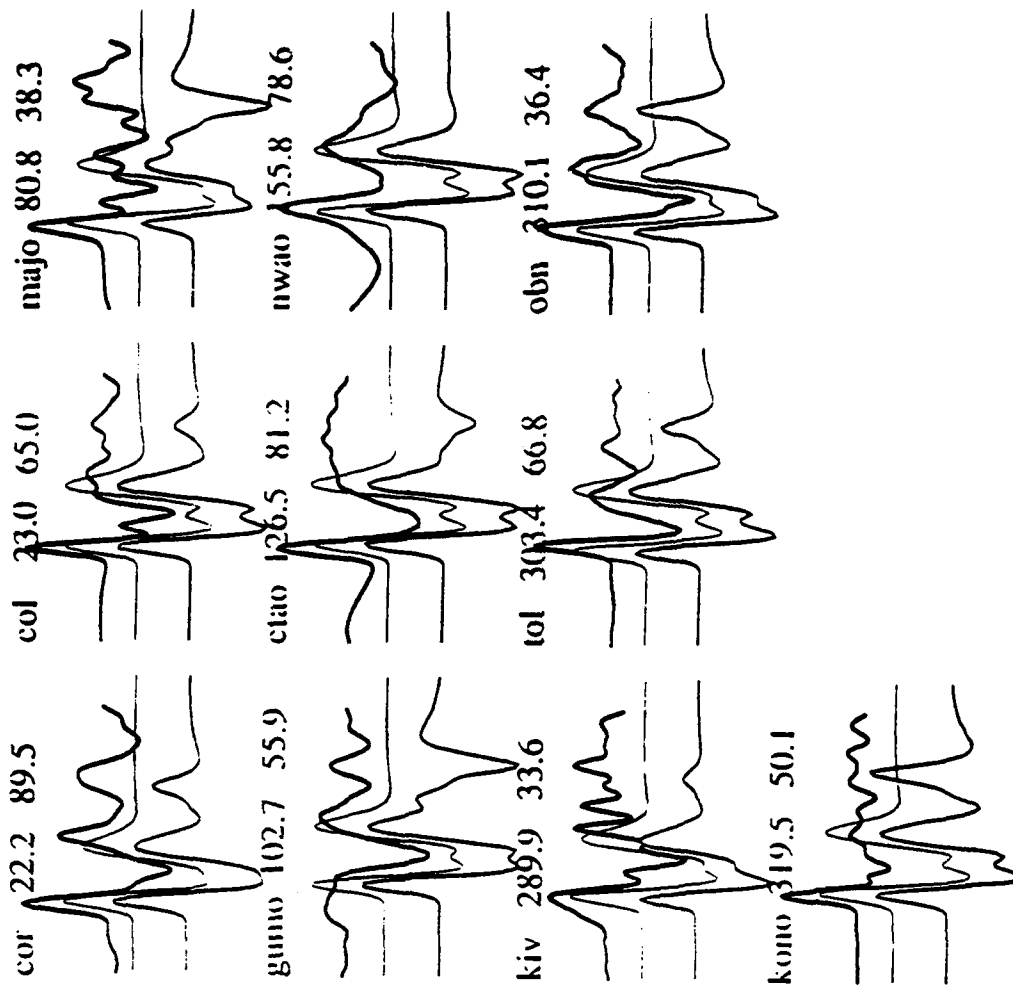 cor 22.2 89.5
col 23.0 65.0
majo 80.8 38.3
gumo 102.7 55.9
ctao 126.5 81.2
nwao 155.8 78.6
kiv 289.9 33.6
tol 303.4 66.8
obn 310.1 36.4
kono 319.5 50.1